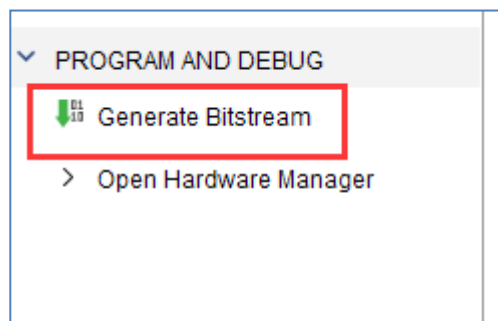 PROGRAM AND DEBUG
Generate Bitstream
Open Hardware Manager